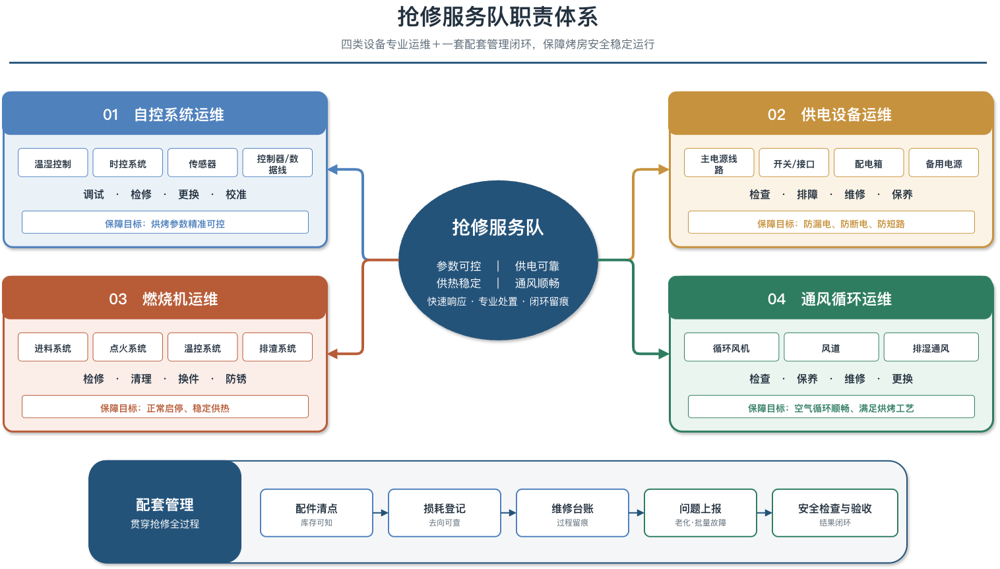 抢修服务队职责体系
四类设备专业运维＋一套配套管理闭环，保障烤房安全稳定运行
01 自控系统运维
温湿控制
时控系统
传感器
控制器/数
据线
调试 · 检修 · 更换 · 校准
保障目标：烘烤参数精准可控
02 供电设备运维
主电源线
路
开关/接口
配电箱
备用电源
检查 · 排障 · 维修 · 保养
保障目标：防漏电、防断电、防短路
抢修服务队
参数可控 ｜ 供电可靠
供热稳定 ｜ 通风顺畅
快速响应 · 专业处置 · 闭环留痕
03 燃烧机运维
进料系统
点火系统
温控系统
排渣系统
检修 · 清理 · 换件 · 防锈
保障目标：正常启停、稳定供热
04 通风循环运维
循环风机
风道
排湿通风
检查 · 保养 · 维修 · 更换
保障目标：空气循环顺畅、满足烘烤工艺
配套管理
贯穿抢修全过程
配件清点
库存可知
损耗登记
去向可查
维修台账
过程留痕
问题上报
老化·批量故障
安全检查与验收
结果闭环